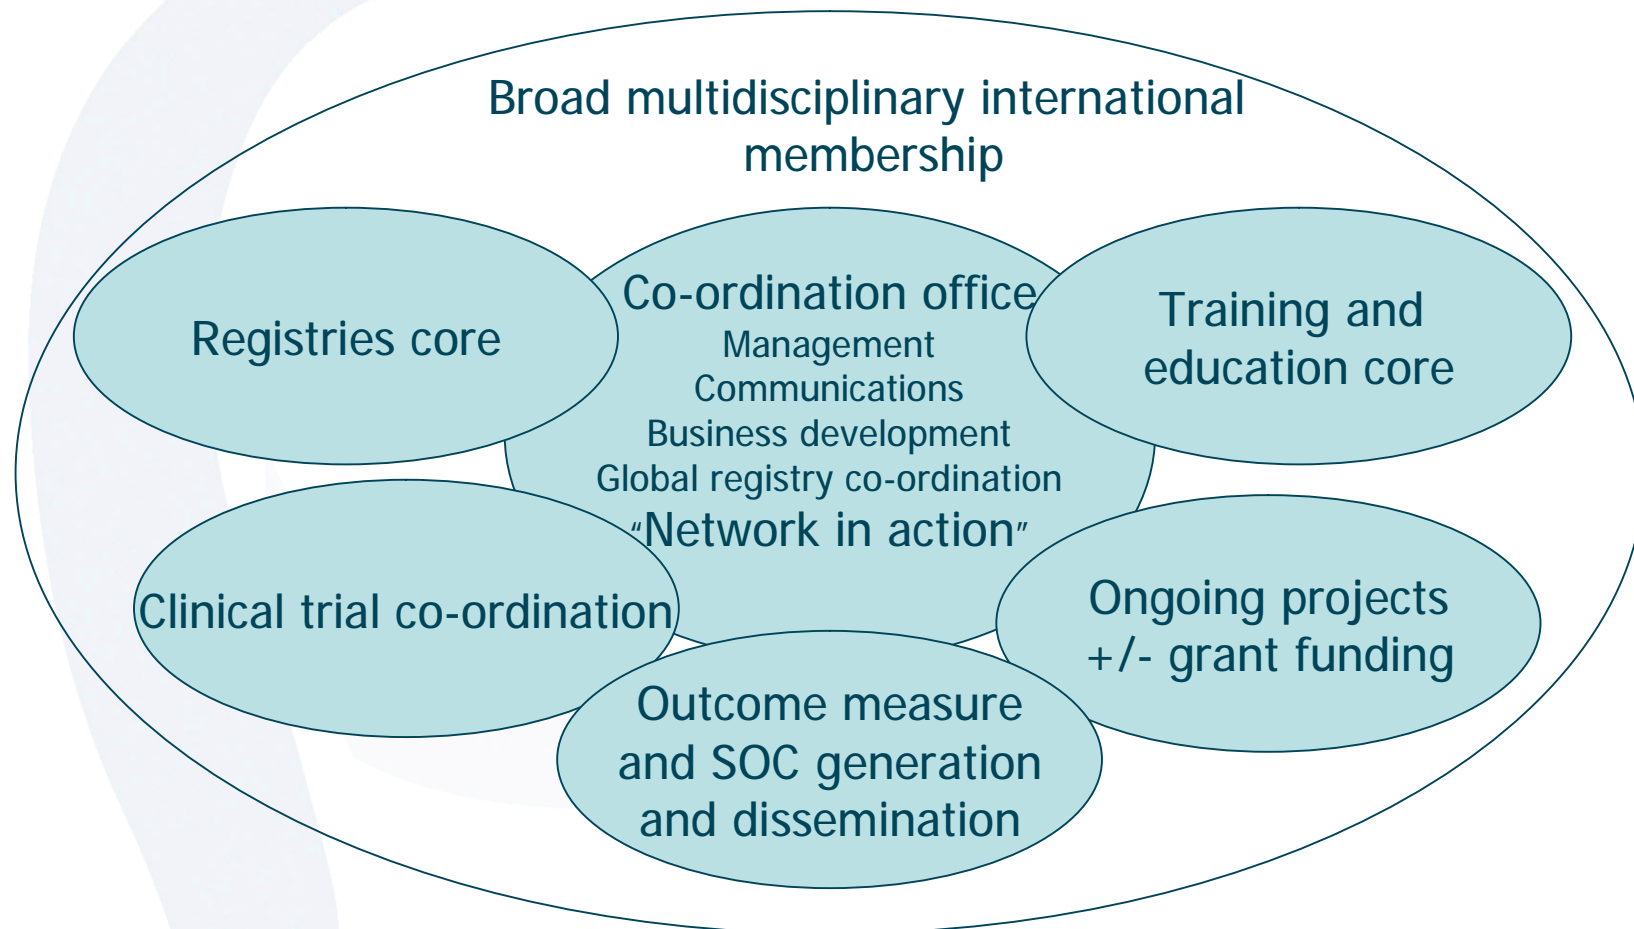 Broad multidisciplinary international
membership
Registries core
Co-ordination office
Management
Communications
Business development
Global registry co-ordination
“Network in action”
Training and
education core
Clinical trial co-ordination
Ongoing projects
+/- grant funding
Outcome measure
and SOC generation
and dissemination